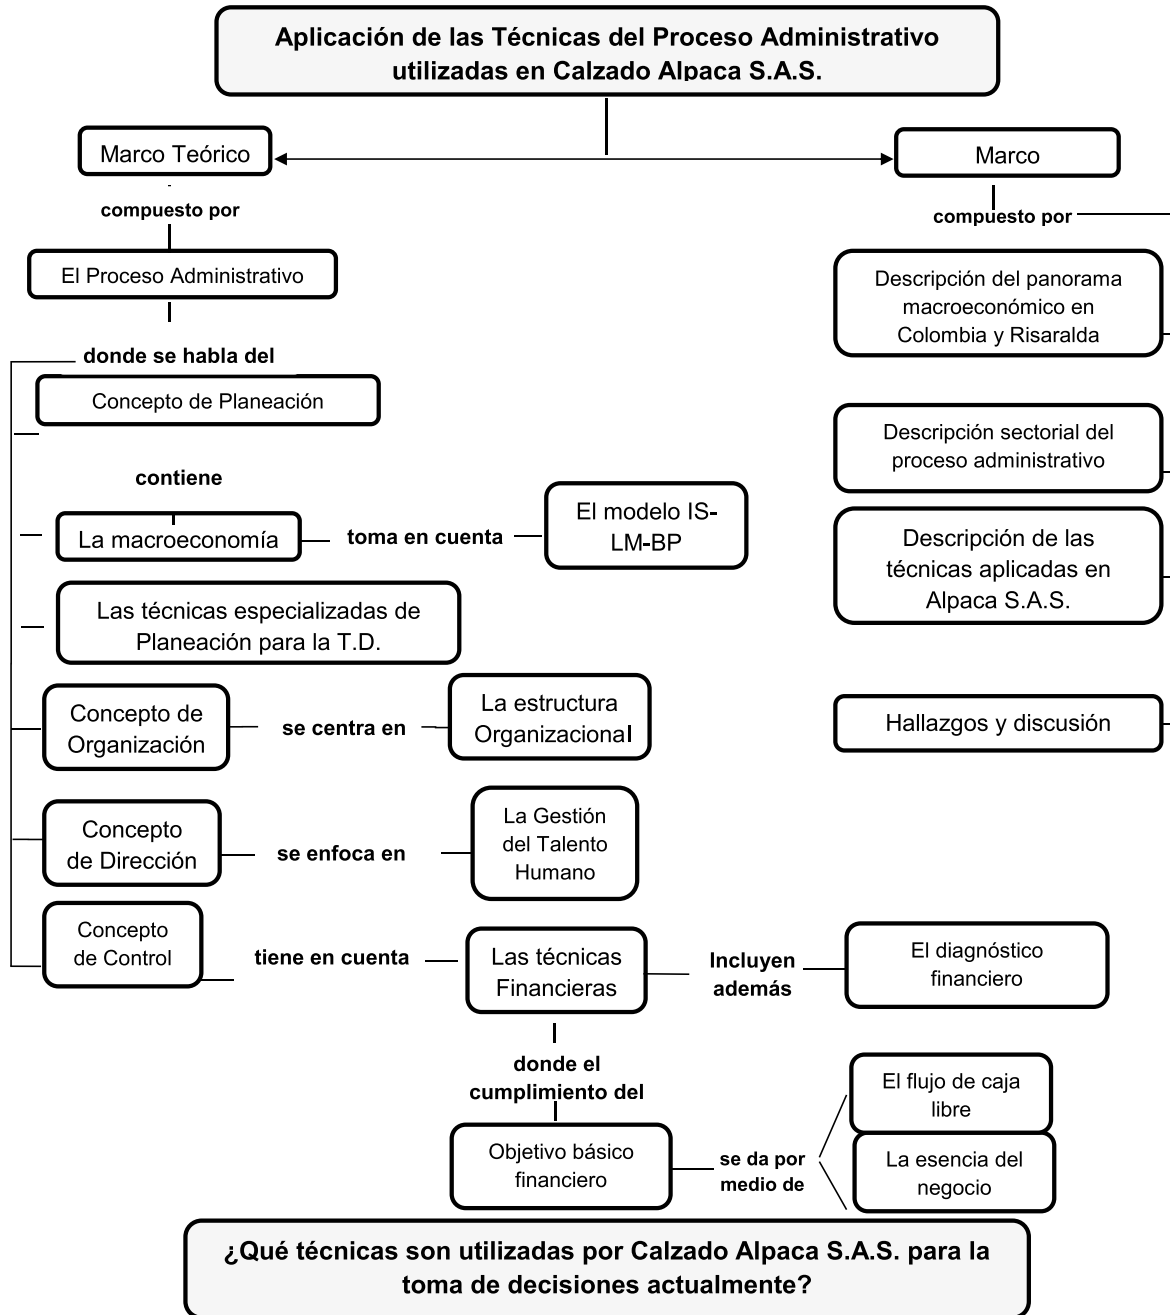 Aplicación de las Técnicas del Proceso Administrativo
utilizadas en Calzado Alpaca S.A.S.
Marco Teórico
Marco
compuesto por
compuesto por
El Proceso Administrativo
Descripción del panorama
macroeconómico en
Colombia y Risaralda
donde se habla del
Concepto de Planeación
Descripción sectorial del
proceso administrativo
contiene
La macroeconomía
toma en cuenta
El modelo IS-
LM-BP
Descripción de las
técnicas aplicadas en
Alpaca S.A.S.
Las técnicas especializadas de
Planeación para la T.D.
Concepto de
Organización
se centra en
La estructura
Organizacional
Hallazgos y discusión
Concepto
de Dirección
se enfoca en
La Gestión
del Talento
Humano
Concepto
de Control
tiene en cuenta
Las técnicas
Financieras
Incluyen
además
El diagnóstico
financiero
donde el
cumplimiento del
Objetivo básico
financiero
se da por
medio de
El flujo de caja
libre
La esencia del
negocio
¿Qué técnicas son utilizadas por Calzado Alpaca S.A.S. para la
toma de decisiones actualmente?